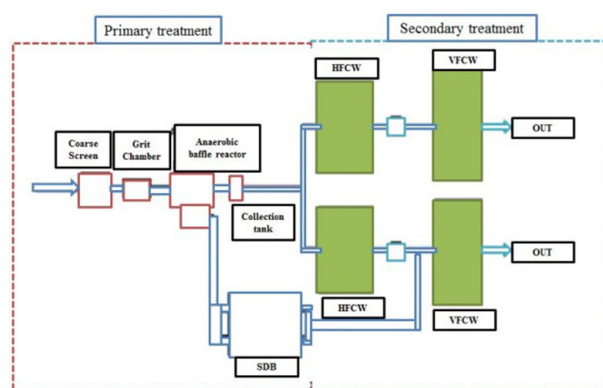 Primary treatment
Secondary treatment
HFCW
VFCW
Coarse
Screen
Grit
Chamber
Anaerobic
baffle reactor
OUT
Collection
tank
OUT
HFCW
VFCW
SDB